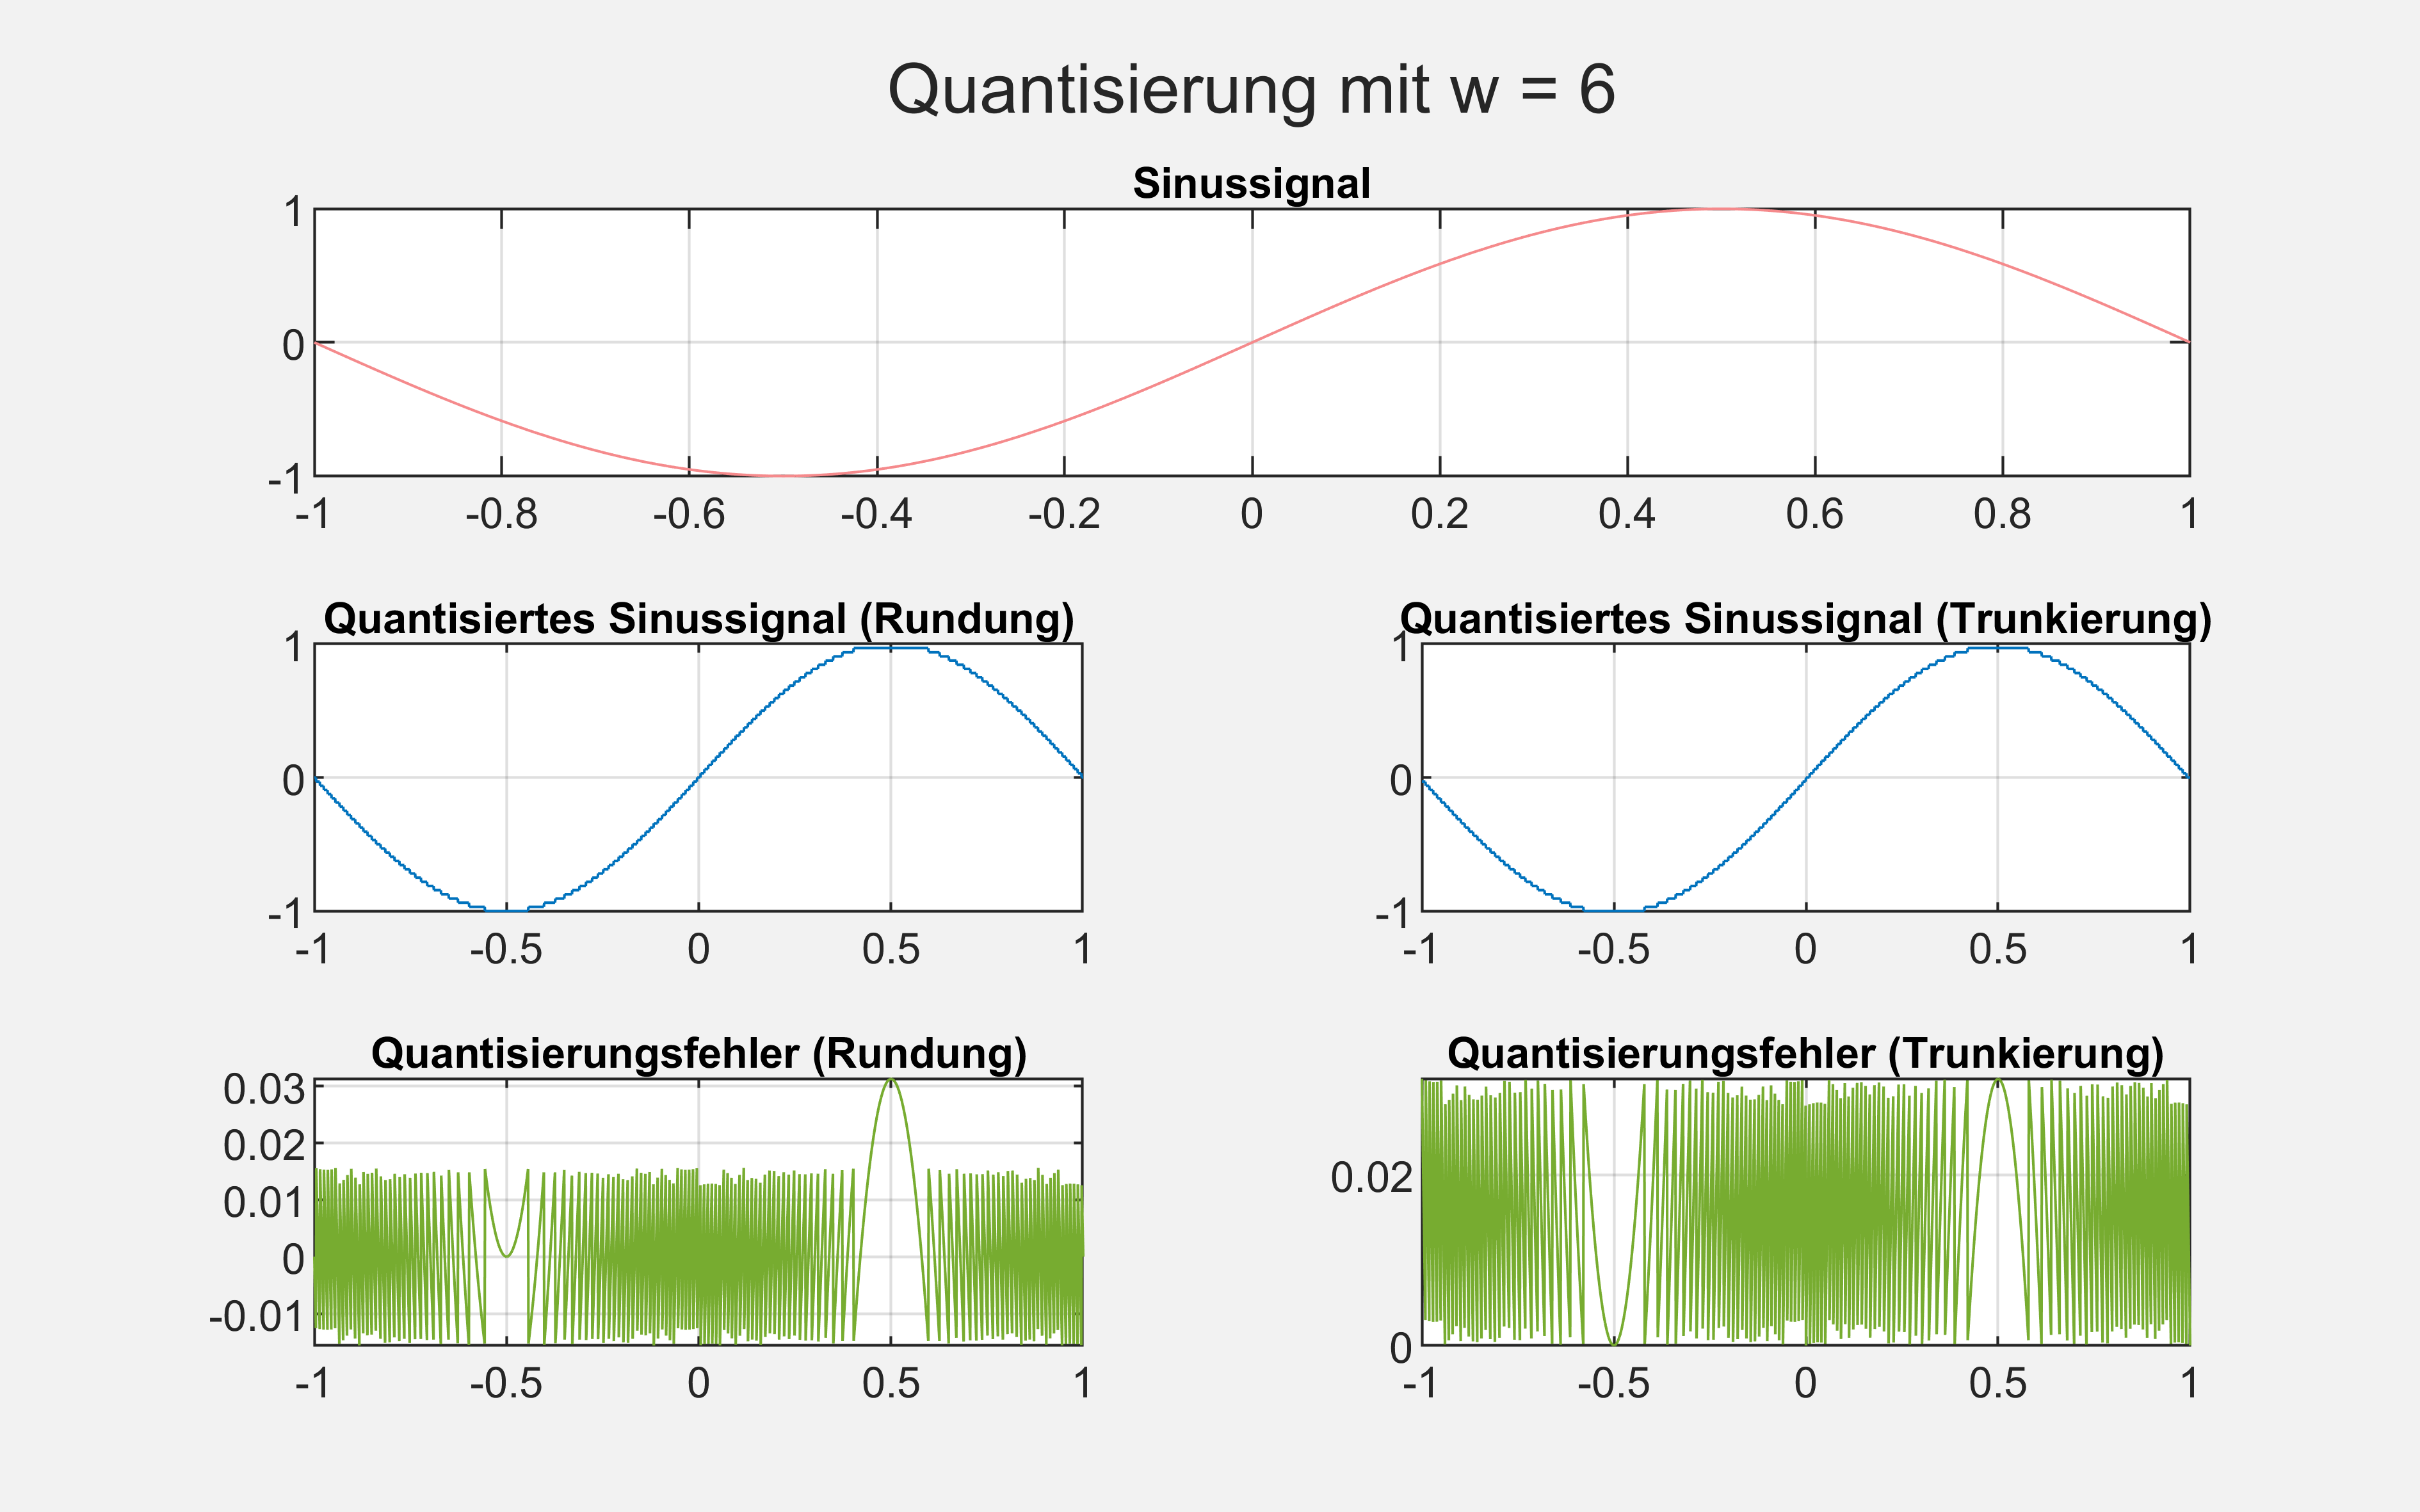 Quantisierung mit w = 6
Sinussignal
1
0
-1
-1 -0.8 -0.6 -0.4 -0.2 0 0.2 0.4 0.6 0.8 1
Quantisiertes Sinussignal (Rundung)
1
0
-1
-1 -0.5 0 0.5 1
Quantisiertes Sinussignal (Trunkierung)
1
0
-1
-1 -0.5 0 0.5 1
Quantisierungsfehler (Rundung)
0.03
0.02
0.01
0
-0.01
-1 -0.5 0 0.5 1
Quantisierungsfehler (Trunkierung)
0.02
0
-1 -0.5 0 0.5 1